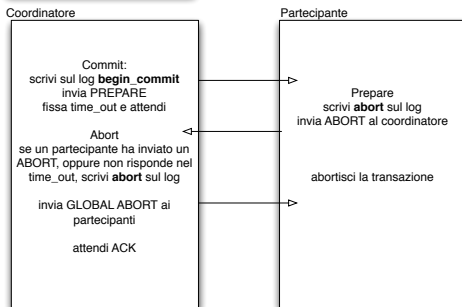 Coordinatore
Partecipante
Commit:
scrivi sul log begin_commit
invia PREPARE
fissa time_out e attendi
Abort
se un partecipante ha inviato un
ABORT, oppure non risponde nel
time_out, scrivi abort sul log
invia GLOBAL ABORT ai
partecipanti
attendi ACK
Prepare
scrivi abort sul log
invia ABORT al coordinatore
abortisci la transazione